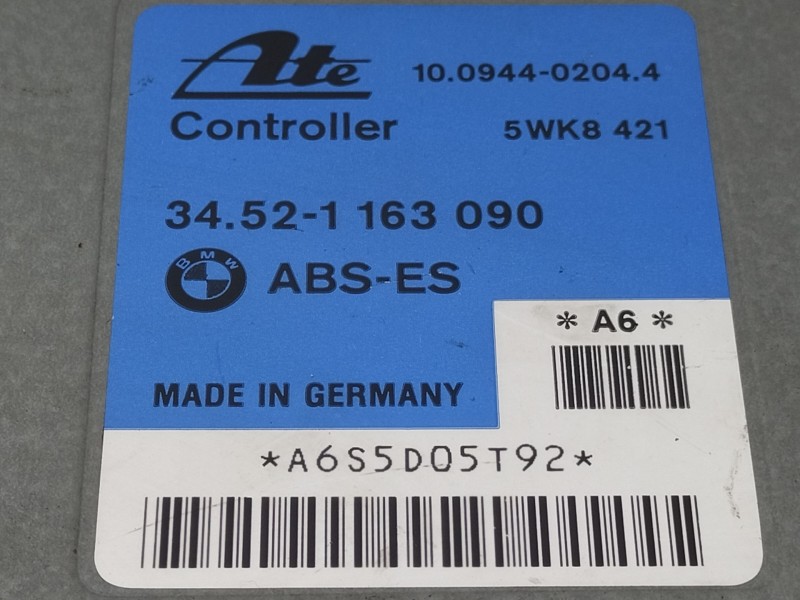 Ate
10.0944-0204.4
Controller
5WK8 421
34.52-1 163 090
BMW
ABS-ES
* A6 *
MADE IN GERMANY
*A6S5D05T92*